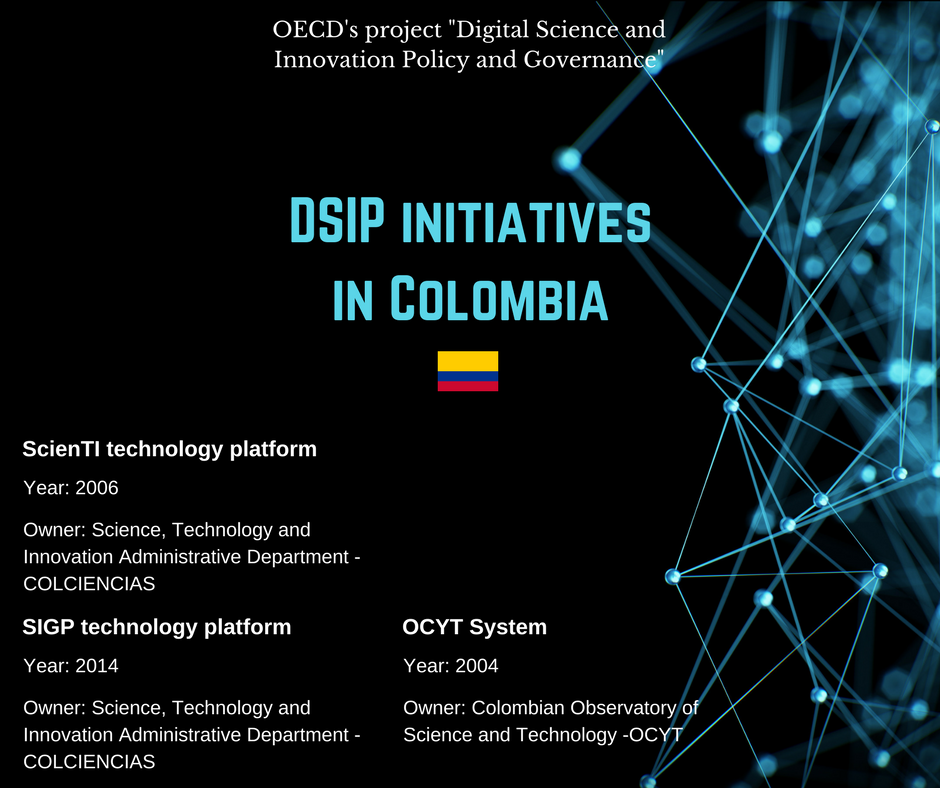 OECD's project "Digital Science and
Innovation Policy and Governance"
DSIP INITIATIVES
IN COLOMBIA
ScienTI technology platform
Year: 2006
Owner: Science, Technology and
Innovation Administrative Department -
COLCIENCIAS
SIGP technology platform
Year: 2014
Owner: Science, Technology and
Innovation Administrative Department -
COLCIENCIAS
OCYT System
Year: 2004
Owner: Colombian Observatory of
Science and Technology -OCYT